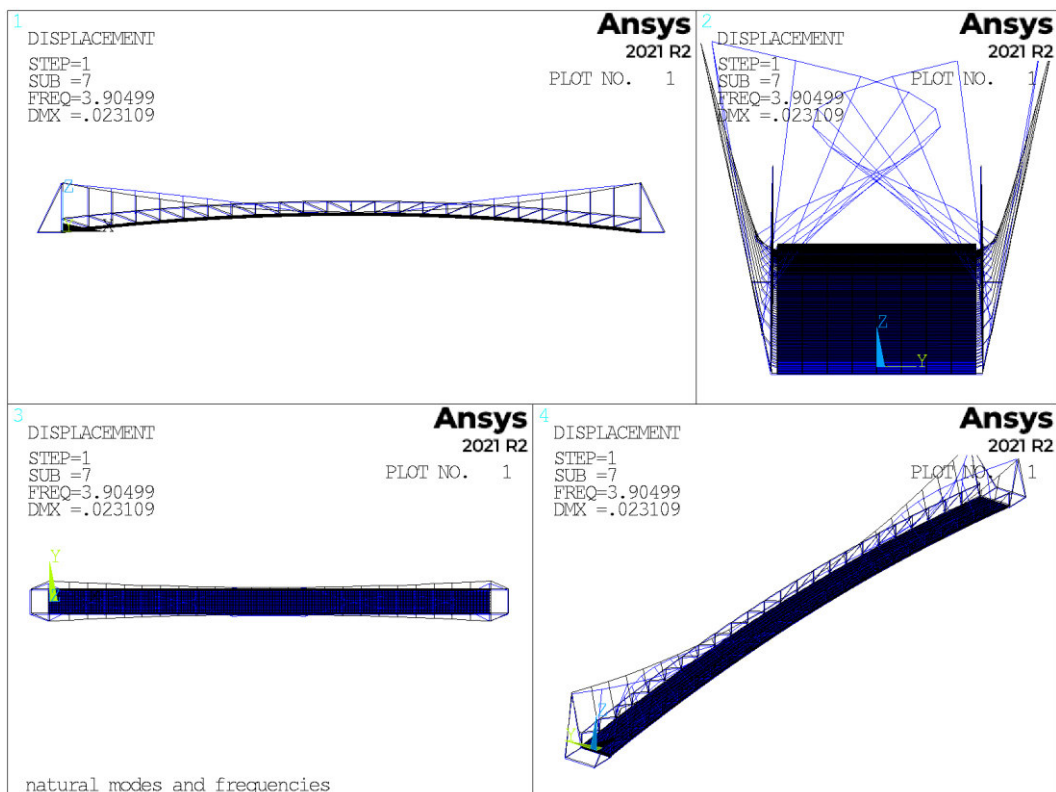 1
DISPLACEMENT
STEP=1
SUB =7
FREQ=3.90499
DMX =.023109
Ansys
2021 R2
PLOT NO. 1
Z
X
2
DISPLACEMENT
STEP=1
SUB =7
FREQ=3.90499
DMX =.023109
Ansys
2021 R2
PLOT NO. 1
Z
Y
3
DISPLACEMENT
STEP=1
SUB =7
FREQ=3.90499
DMX =.023109
Ansys
2021 R2
PLOT NO. 1
Y
natural modes and frequencies
4
DISPLACEMENT
STEP=1
SUB =7
FREQ=3.90499
DMX =.023109
Ansys
2021 R2
PLOT NO. 1
Z
Y